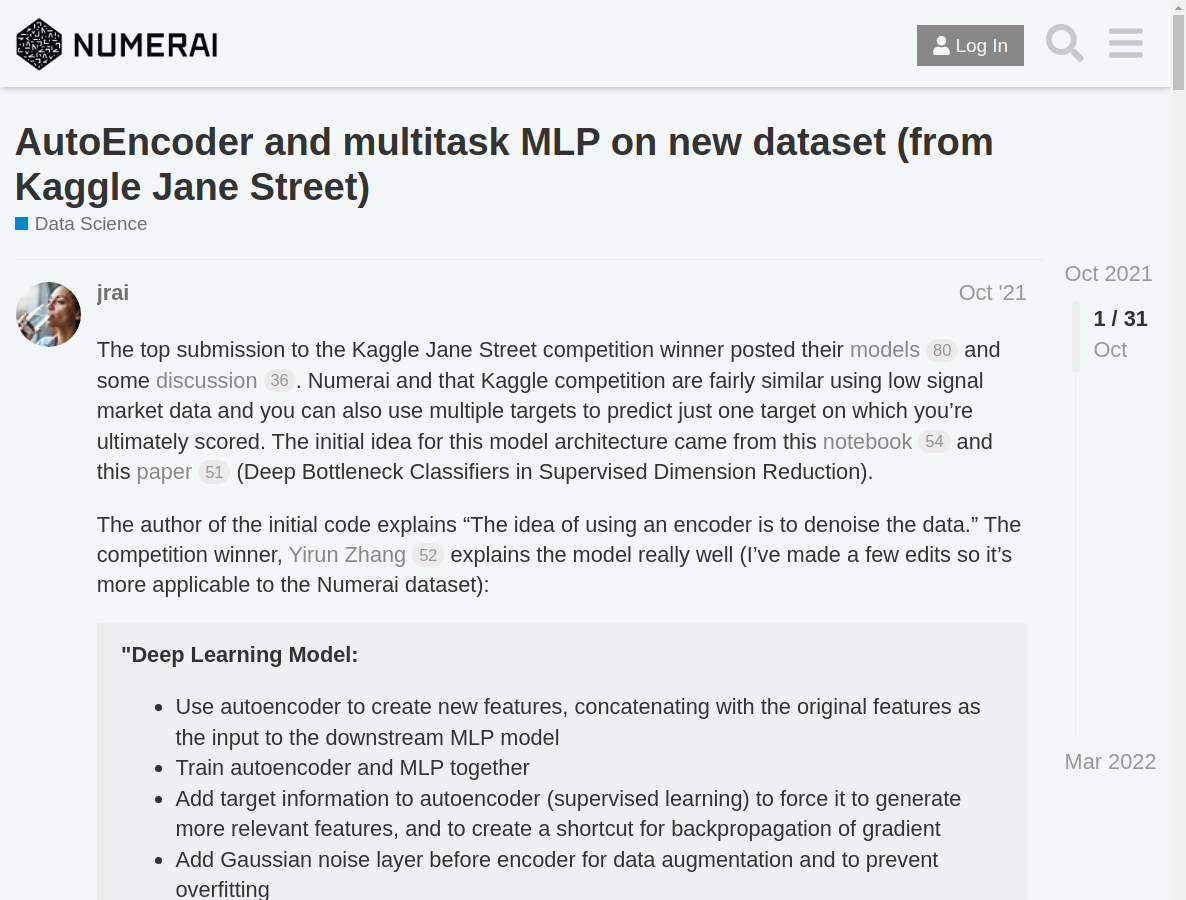 NUMERAI
Log In
AutoEncoder and multitask MLP on new dataset (from
Kaggle Jane Street)
Data Science
jrai
Oct '21
The top submission to the Kaggle Jane Street competition winner posted their models 80 and
some discussion 36 . Numerai and that Kaggle competition are fairly similar using low signal
market data and you can also use multiple targets to predict just one target on which you’re
ultimately scored. The initial idea for this model architecture came from this notebook 54 and
this paper 51 (Deep Bottleneck Classifiers in Supervised Dimension Reduction).
The author of the initial code explains “The idea of using an encoder is to denoise the data.” The
competition winner, Yirun Zhang 52 explains the model really well (I’ve made a few edits so it’s
more applicable to the Numerai dataset):
"Deep Learning Model:
• Use autoencoder to create new features, concatenating with the original features as
the input to the downstream MLP model
• Train autoencoder and MLP together
• Add target information to autoencoder (supervised learning) to force it to generate
more relevant features, and to create a shortcut for backpropagation of gradient
• Add Gaussian noise layer before encoder for data augmentation and to prevent
overfitting
Oct 2021
1 / 31
Oct
Mar 2022